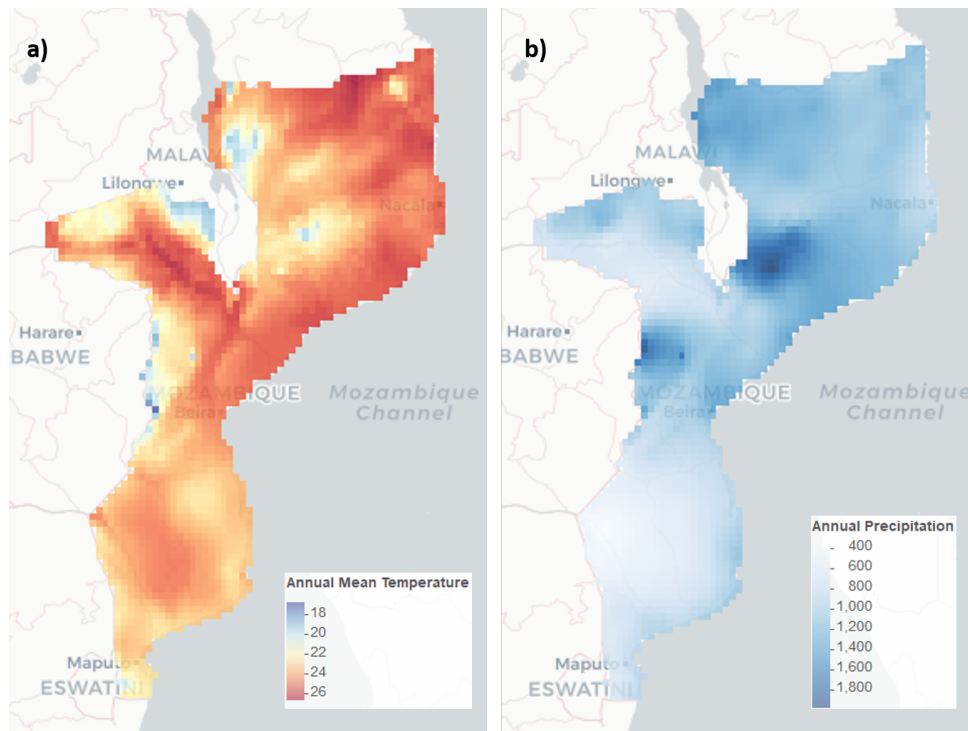 a)
MALAW
Lilongwe
Nacala
Harare
BABWE
MOZAMBIQUE
Beira
Mozambique
Channel
Annual Mean Temperature
18
20
22
24
26
Maputo
ESWATINI
b)
MALAWI
Lilongwe
Nacala
Harare
BABWE
MOZAMBIQUE
Beira
Mozambique
Channel
Annual Precipitation
400
600
800
1,000
1,200
1,400
1,600
1,800
Maputo
ESWATINI